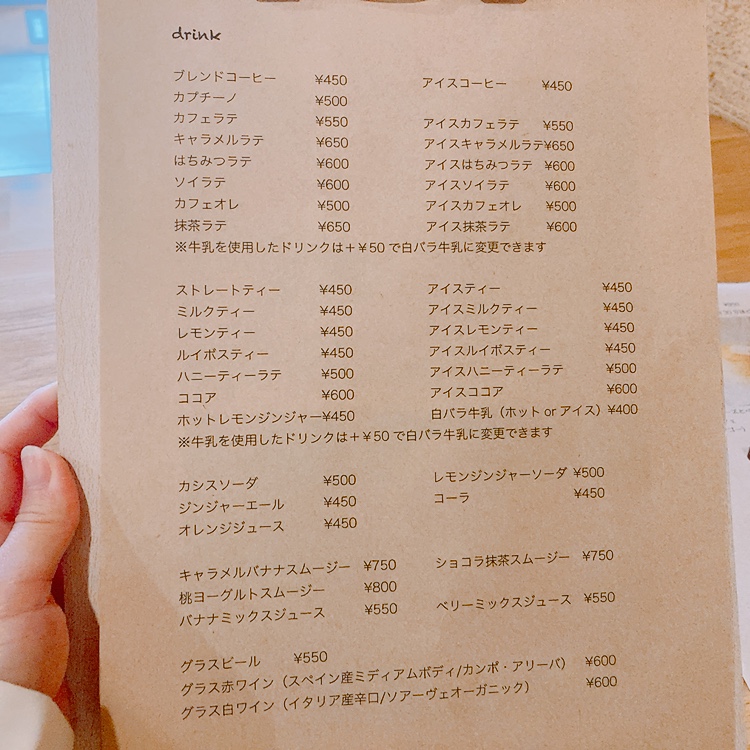 drink
ブレンドコーヒー ¥450 アイスコーヒー ¥450
カプチーノ ¥500
カフェラテ ¥550 アイスカフェラテ ¥550
キャラメルラテ ¥650 アイスキャラメルラテ¥650
はちみつラテ ¥600 アイスはちみつラテ ¥600
ソイラテ ¥600 アイスソイラテ ¥600
カフェオレ ¥500 アイスカフェオレ ¥500
抹茶ラテ ¥650 アイス抹茶ラテ ¥600
※牛乳を使用したドリンクは＋¥50で白バラ牛乳に変更できます
ストレートティー ¥450 アイスティー ¥450
ミルクティー ¥450 アイスミルクティー ¥450
レモンティー ¥450 アイスレモンティー ¥450
ルイボスティー ¥450 アイスルイボスティー ¥450
ハニーティーラテ ¥500 アイスハニーティーラテ ¥500
ココア ¥600 アイスココア ¥600
ホットレモンジンジャー¥450 白バラ牛乳（ホット or アイス）¥400
※牛乳を使用したドリンクは＋¥50で白バラ牛乳に変更できます
カシスソーダ ¥500 レモンジンジャーソーダ ¥500
ジンジャーエール ¥450 コーラ ¥450
オレンジジュース ¥450
キャラメルバナナスムージー ¥750 ショコラ抹茶スムージー ¥750
桃ヨーグルトスムージー ¥800
バナナミックスジュース ¥550 ベリーミックスジュース ¥550
グラスビール ¥550
グラス赤ワイン（スペイン産ミディアムボディ/カンポ・アリーバ） ¥600
グラス白ワイン（イタリア産辛口/ソアーヴェオーガニック） ¥600